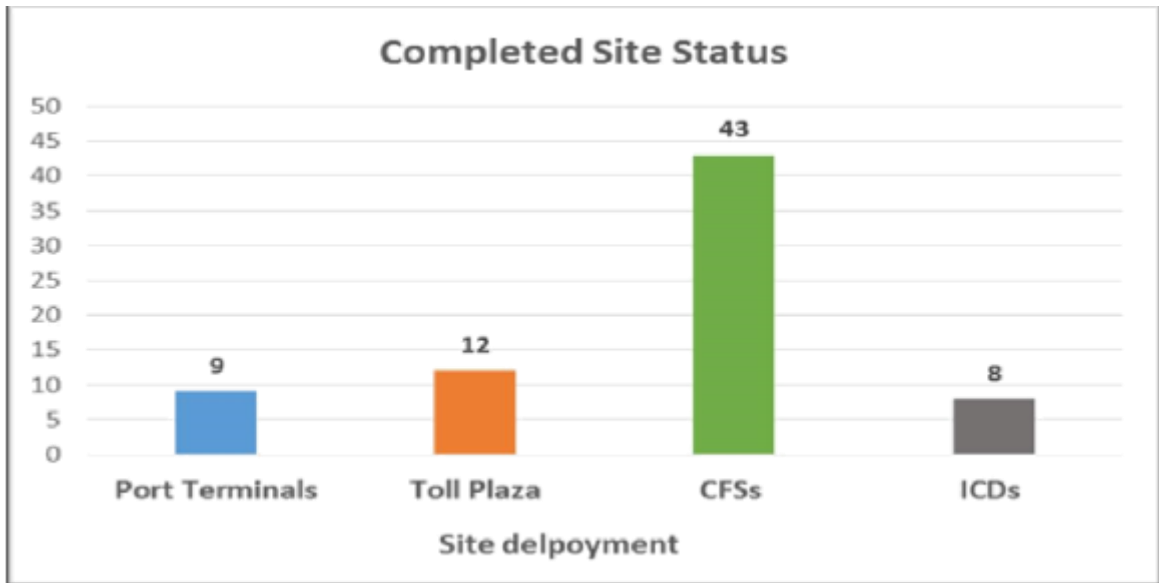 Completed Site Status
50
45
40
35
30
25
20
15
10
5
0
9
12
43
8
Port Terminals
Toll Plaza
CFSs
ICDs
Site delpoyment